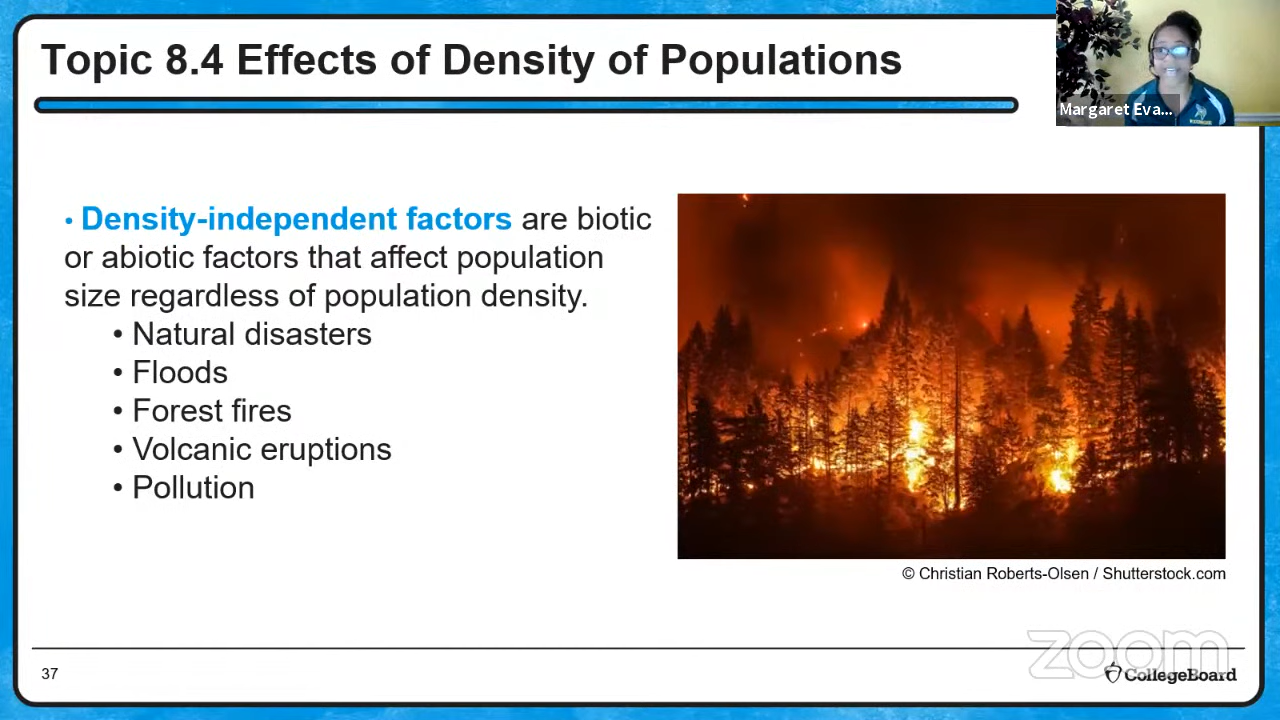 Topic 8.4 Effects of Density of Populations
Margaret Eva...
• Density-independent factors are biotic
or abiotic factors that affect population
size regardless of population density.
• Natural disasters
• Floods
• Forest fires
• Volcanic eruptions
• Pollution
© Christian Roberts-Olsen / Shutterstock.com
zoom
37
CollegeBoard